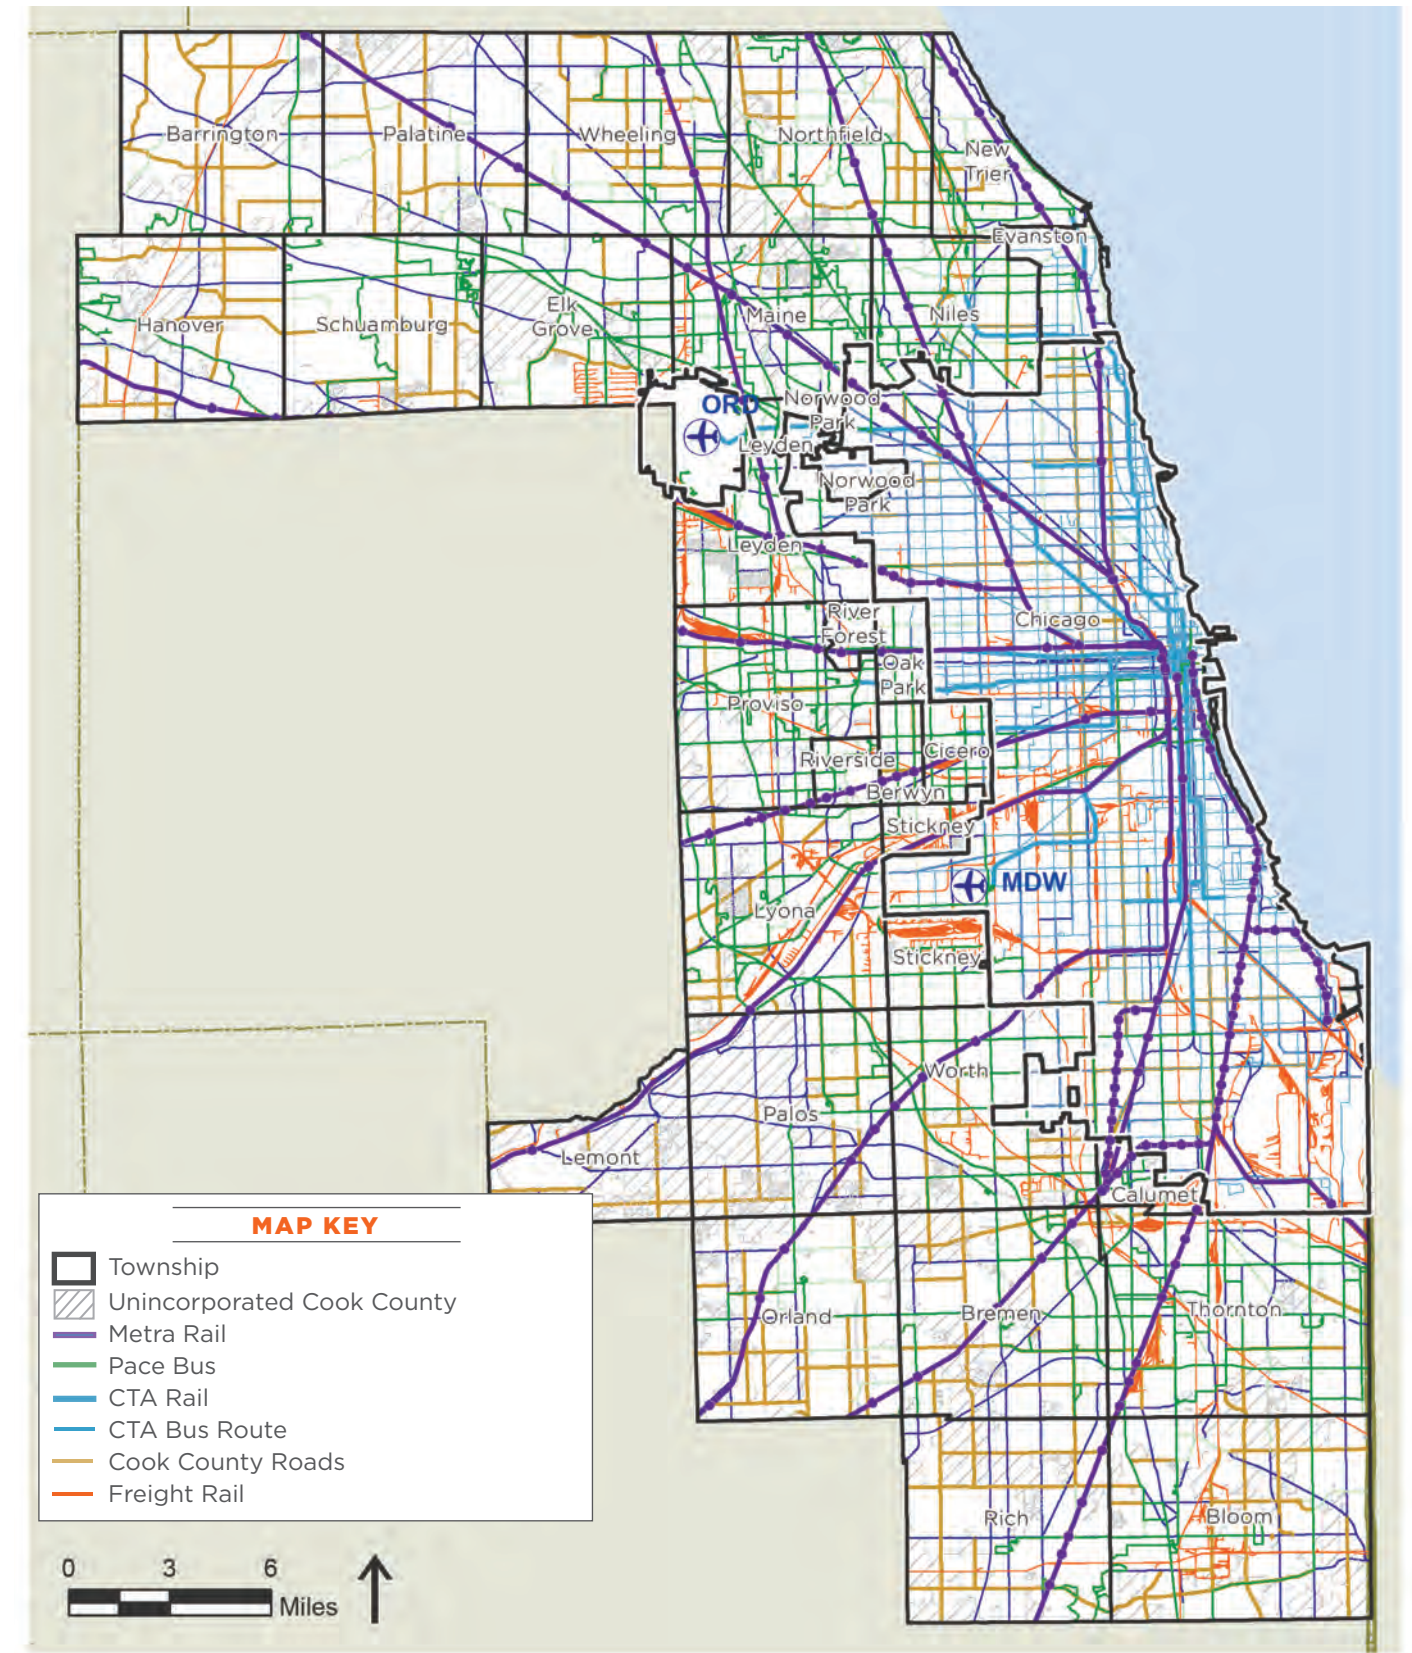 Barrington
Palatine
Wheeling
Northfield
New
Trier
Evanston
Hanover
Schuamburg
Elk
Grove
Maine
Niles
ORD
Norwood
Park
Leyden
Norwood
Park
Leyden
River
Forest
Chicago
Oak
Park
Proviso
Riverside
Cicero
Berwyn
Stickney
MDW
Lyona
Stickney
Worth
Palos
Lemont
Calumet
Orland
Bremen
Thornton
Rich
Bloom
MAP KEY
Township
Unincorporated Cook County
Metra Rail
Pace Bus
CTA Rail
CTA Bus Route
Cook County Roads
Freight Rail
0 3 6
Miles